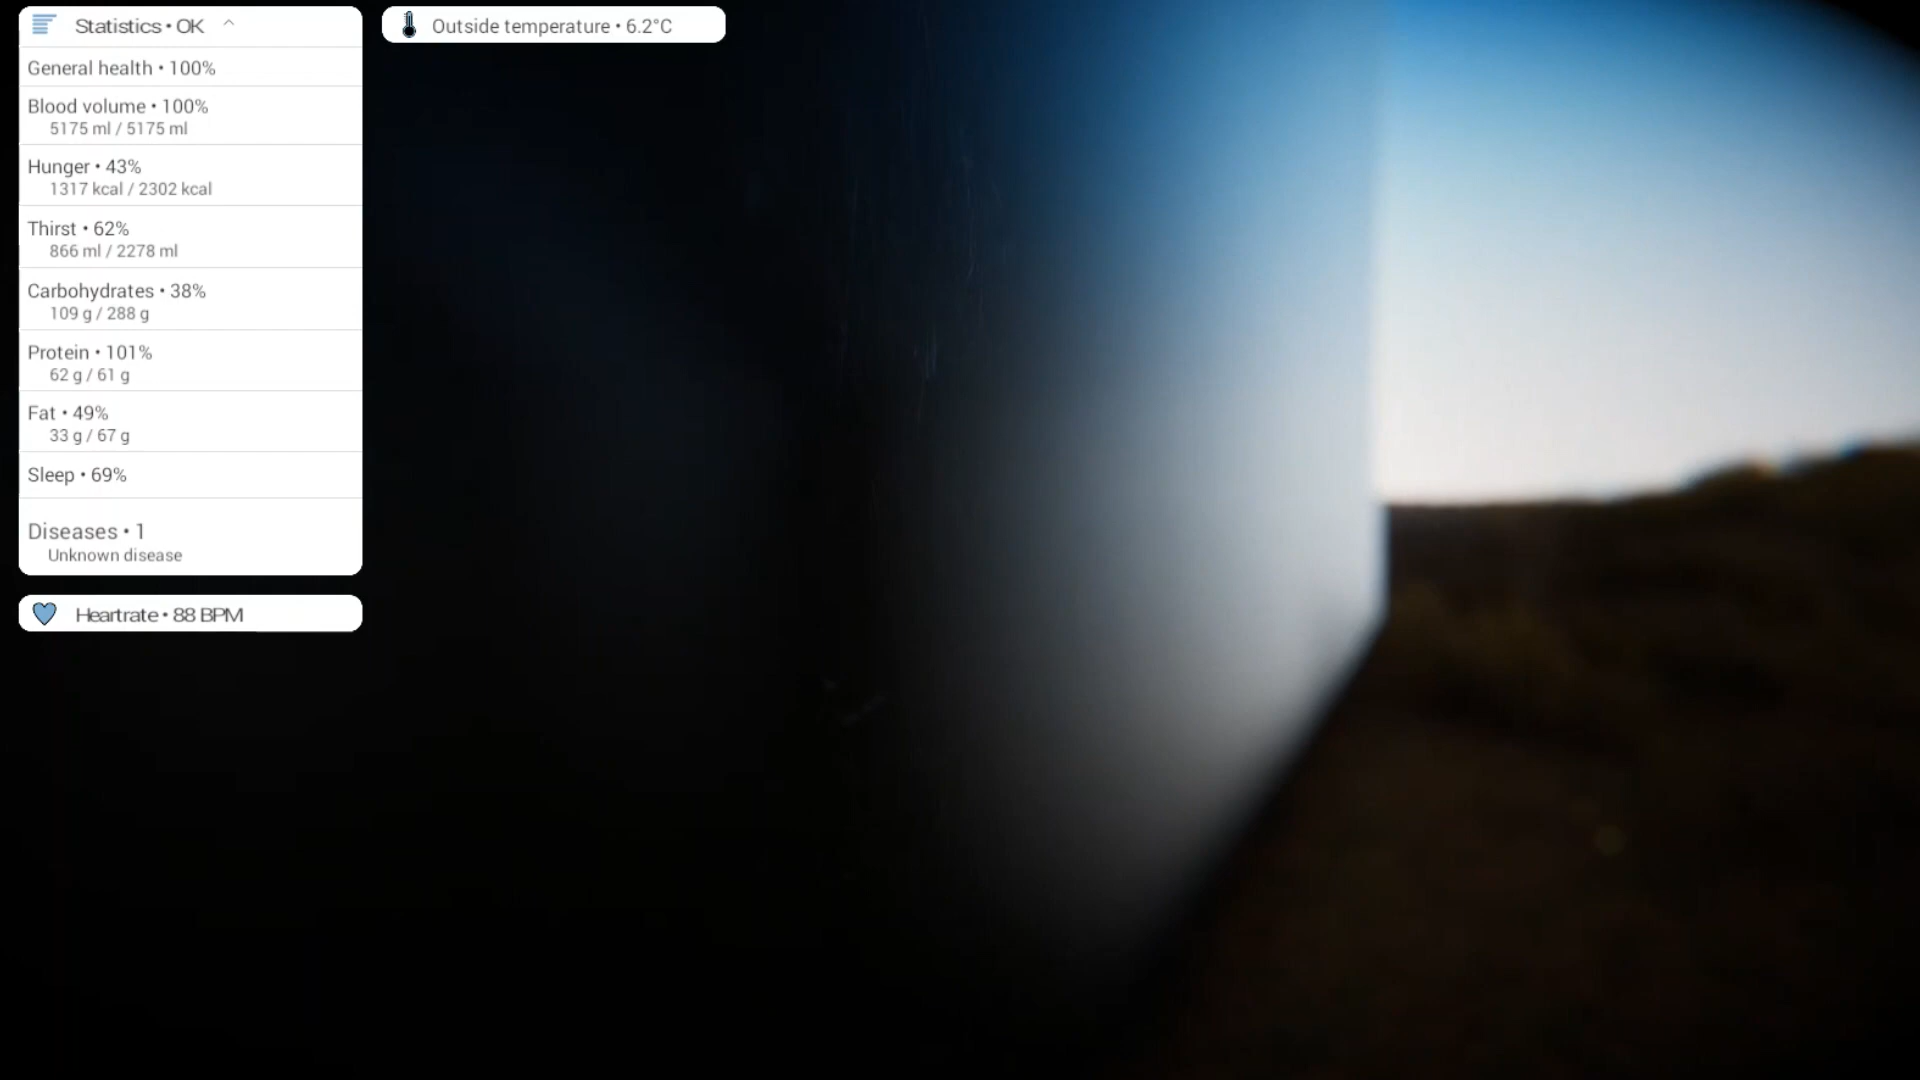 Statistics • OK
General health • 100%
Blood volume • 100%
5175 ml / 5175 ml
Hunger • 43%
1317 kcal / 2302 kcal
Thirst • 62%
866 ml / 2278 ml
Carbohydrates • 38%
109 g / 288 g
Protein • 101%
62 g / 61 g
Fat • 49%
33 g / 67 g
Sleep • 69%
Diseases • 1
Unknown disease
Heartrate • 88 BPM
Outside temperature • 6.2°C